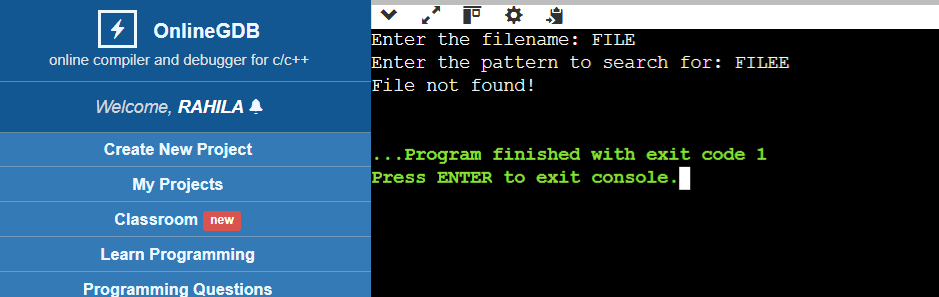 OnlineGDB
online compiler and debugger for c/c++
Welcome, RAHILA
Create New Project
My Projects
Classroom new
Learn Programming
Programming Questions
Enter the filename: FILE
Enter the pattern to search for: FILEE
File not found!
...Program finished with exit code 1
Press ENTER to exit console.